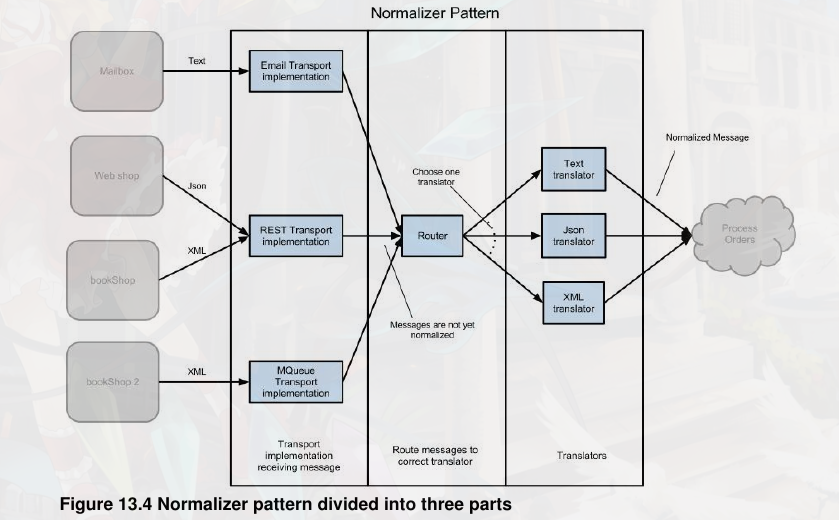 Normalizer Pattern
Mailbox
Text
Email Transport
implementation
Web shop
Json
REST Transport
implementation
XML
bookShop
bookShop 2
XML
MQueue
Transport
implementation
Router
Choose one
translator
Messages are not yet
normalized
Text
translator
Json
translator
XML
translator
Normalized Message
Process
Orders
Transport
implementation
receiving message
Route messages to
correct translator
Translators
Figure 13.4 Normalizer pattern divided into three parts